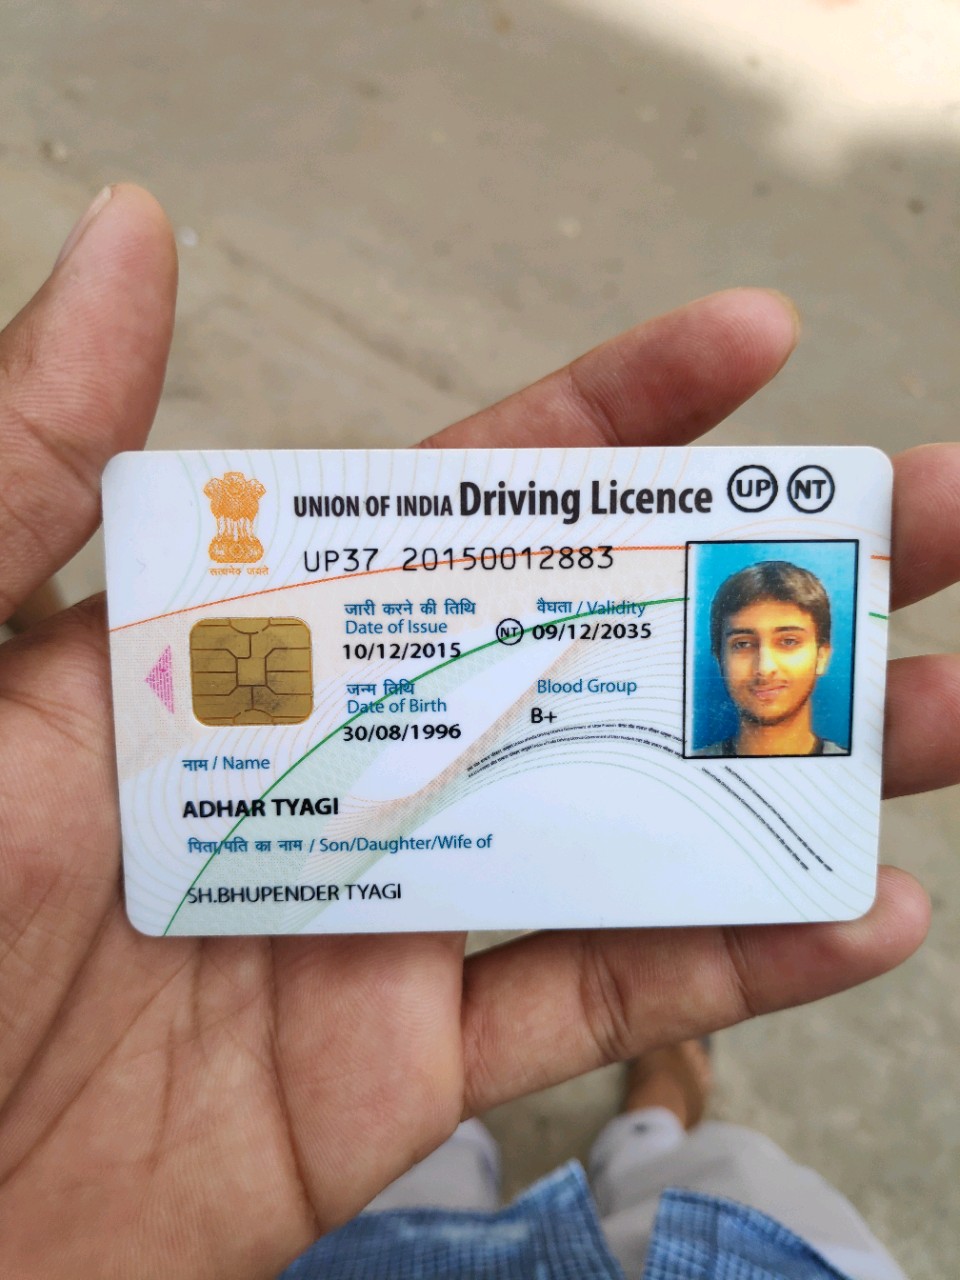 सत्यमेव जयते
UNION OF INDIA Driving Licence UP NT
UP37 20150012883
जारी करने की तिथि वैधता / Validity
Date of Issue
10/12/2015 NT 09/12/2035
जन्म तिथि Blood Group
Date of Birth
30/08/1996 B+
नाम / Name
ADHAR TYAGI
पिता/पति का नाम / Son/Daughter/Wife of
SH.BHUPENDER TYAGI